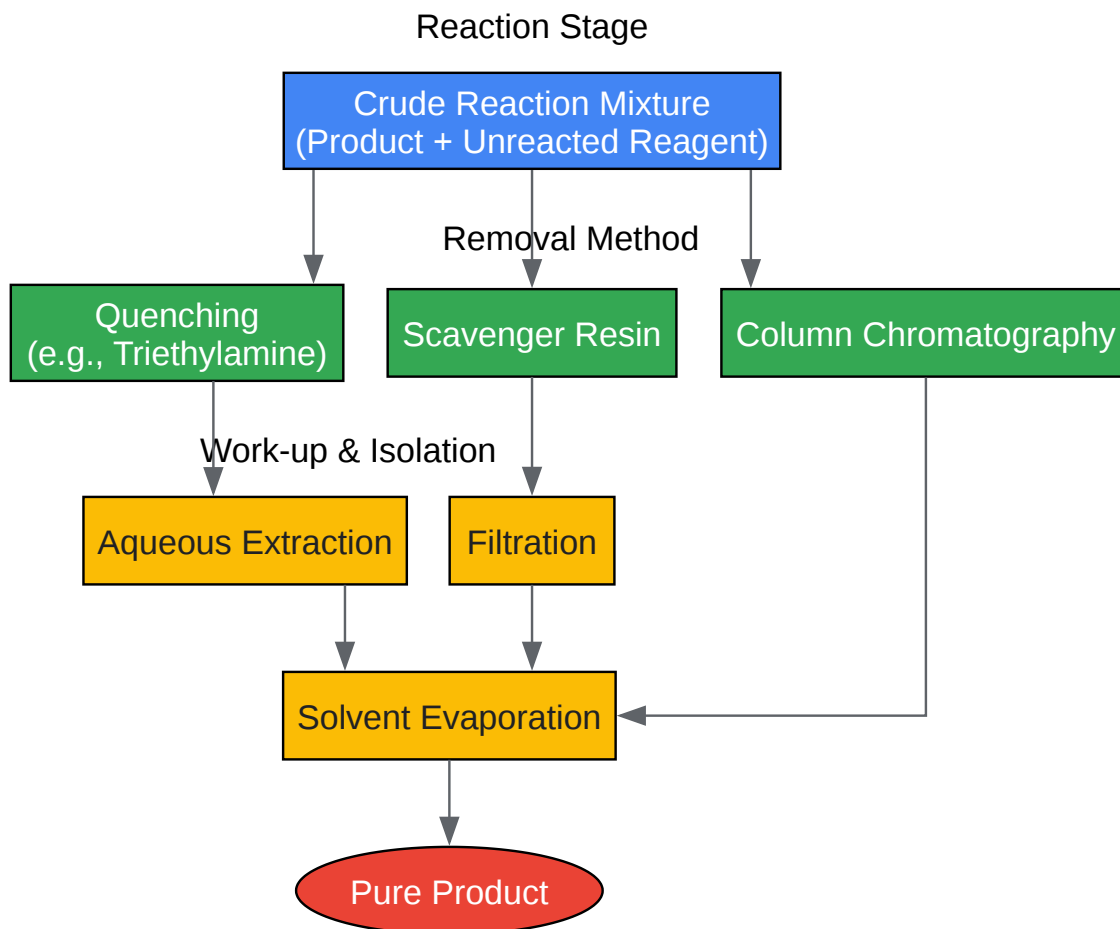 Reaction Stage
Crude Reaction Mixture
(Product + Unreacted Reagent)
Removal Method
Quenching
(e.g., Triethylamine)
Scavenger Resin
Column Chromatography
Work-up & Isolation
Aqueous Extraction
Filtration
Solvent Evaporation
Pure Product